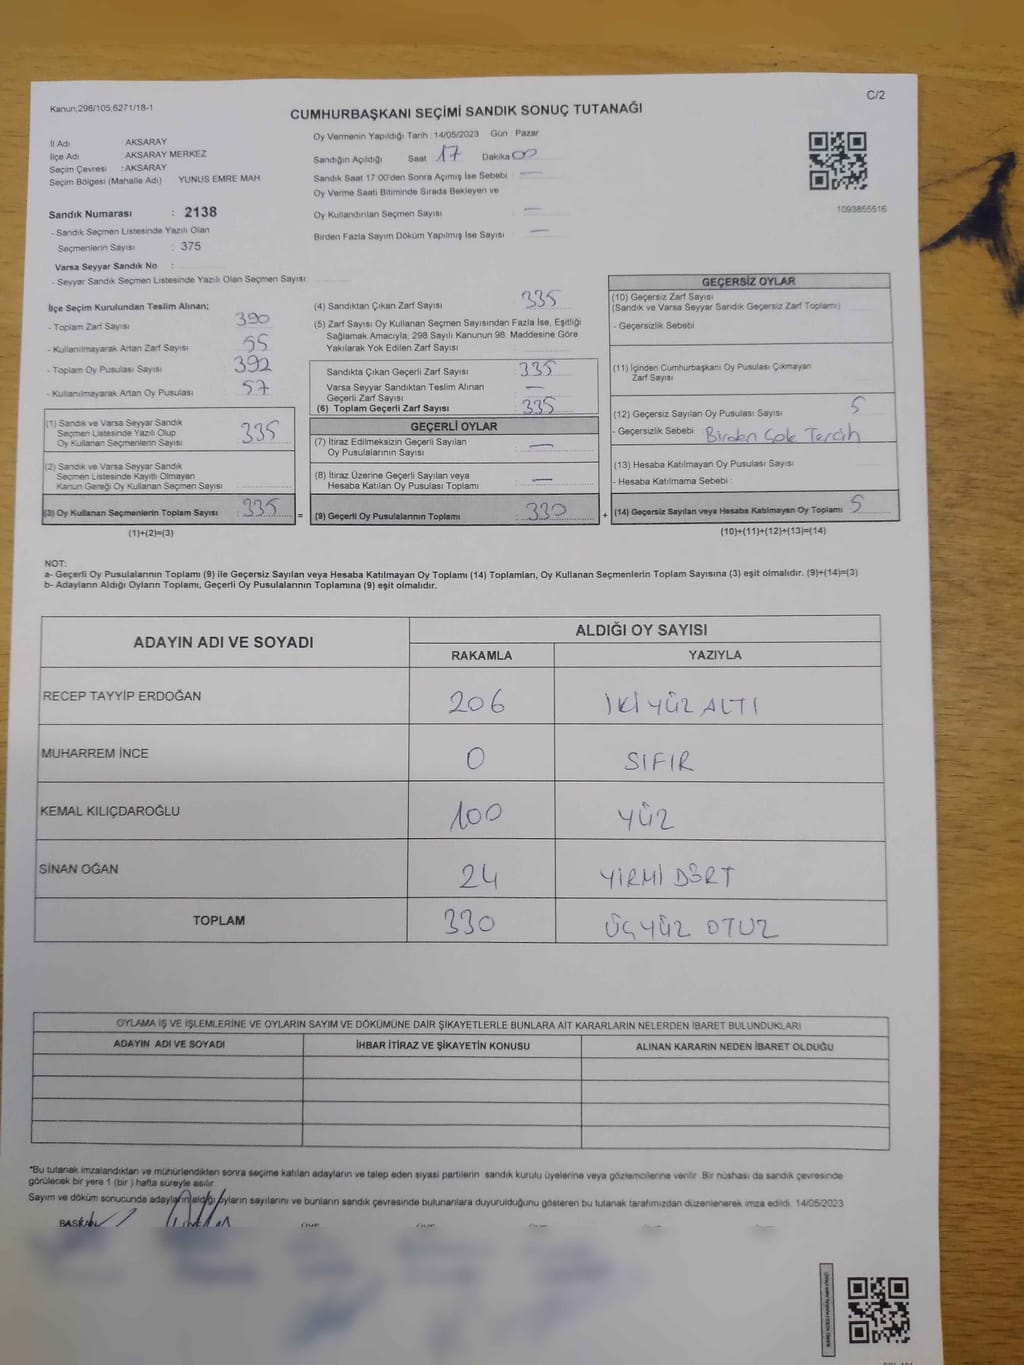 Kanun;298/105;6271/18-1
C/2
CUMHURBAŞKANI SEÇİMİ SANDIK SONUÇ TUTANAĞI
İl Adı AKSARAY
İlçe Adı AKSARAY MERKEZ
Seçim Çevresi : AKSARAY
Seçim Bölgesi (Mahalle Adı) YUNUS EMRE MAH.
Sandık Numarası : 2138
- Sandık Seçmen Listesinde Yazılı Olan
Seçmenlerin Sayısı : 375
Varsa Seyyar Sandık No :
- Seyyar Sandık Seçmen Listesinde Yazılı Olan Seçmen Sayısı:
Oy Vermenin Yapıldığı Tarih : 14/05/2023 Gün Pazar
Sandığın Açıldığı Saat 17 Dakika 00
Sandık Saat 17:00'den Sonra Açımış İse Sebebi : —
Oy Verme Saati Bitiminde Sırada Bekleyen ve
Oy Kullandırılan Seçmen Sayısı : —
Birden Fazla Sayım Döküm Yapılmış İse Sayısı : —
1093855516
İlçe Seçim Kurulundan Teslim Alınan;
- Toplam Zarf Sayısı : 390
- Kullanılmayarak Artan Zarf Sayısı : 55
- Toplam Oy Pusulası Sayısı : 392
- Kullanılmayarak Artan Oy Pusulası : 57
(1) Sandık ve Varsa Seyyar Sandık
Seçmen Listesinde Yazılı Olup
Oy Kullanan Seçmenlerin Sayısı : 335
(2) Sandık ve Varsa Seyyar Sandık
Seçmen Listesinde Kayıtlı Olmayan
Kanun Gereği Oy Kullanan Seçmen Sayısı :
(3) Oy Kullanan Seçmenlerin Toplam Sayısı : 335 =
(1)+(2)=(3)
(4) Sandıktan Çıkan Zarf Sayısı : 335
(5) Zarf Sayısı Oy Kullanan Seçmen Sayısından Fazla İse, Eşitliği
Sağlamak Amacıyla; 298 Sayılı Kanunun 98. Maddesine Göre
Yakılarak Yok Edilen Zarf Sayısı :
Sandıkta Çıkan Geçerli Zarf Sayısı : 335
Varsa Seyyar Sandıktan Teslim Alınan
Geçerli Zarf Sayısı : —
(6) Toplam Geçerli Zarf Sayısı : 335
GEÇERLİ OYLAR
(7) İtiraz Edilmeksizin Geçerli Sayılan
Oy Pusulalarının Sayısı : —
(8) İtiraz Üzerine Geçerli Sayılan veya
Hesaba Katılan Oy Pusulası Toplamı : —
(9) Geçerli Oy Pusulalarının Toplamı : 330 +
GEÇERSİZ OYLAR
(10) Geçersiz Zarf Sayısı
(Sandık ve Varsa Seyyar Sandık Geçersiz Zarf Toplamı)
- Geçersizlik Sebebi
(11) İçinden Cumhurbaşkanı Oy Pusulası Çıkmayan
Zarf Sayısı
(12) Geçersiz Sayılan Oy Pusulası Sayısı : 5
- Geçersizlik Sebebi : Birden Çok Tercih
(13) Hesaba Katılmayan Oy Pusulası Sayısı
- Hesaba Katılmama Sebebi :
(14) Geçersiz Sayılan veya Hesaba Katılmayan Oy Toplamı 5
(10)+(11)+(12)+(13)=(14)
NOT:
a- Geçerli Oy Pusulalarının Toplamı (9) ile Geçersiz Sayılan veya Hesaba Katılmayan Oy Toplamı (14) Toplamları, Oy Kullanan Seçmenlerin Toplam Sayısına (3) eşit olmalıdır. (9)+(14)=(3)
b- Adayların Aldığı Oyların Toplamı, Geçerli Oy Pusulalarının Toplamına (9) eşit olmalıdır.
ADAYIN ADI VE SOYADI ALDIĞI OY SAYISI
RAKAMLA YAZIYLA
RECEP TAYYİP ERDOĞAN 206 İKİ YÜZ ALTI
MUHARREM İNCE 0 SIFIR
KEMAL KILIÇDAROĞLU 100 YÜZ
SİNAN OĞAN 24 YİRMİ DÖRT
TOPLAM 330 ÜÇ YÜZ OTUZ
OYLAMA İŞ VE İŞLEMLERİNE VE OYLARIN SAYIM VE DÖKÜMÜNE DAİR ŞİKAYETLERLE BUNLARA AİT KARARLARIN NELERDEN İBARET BULUNDUKLARI
ADAYIN ADI VE SOYADI İHBAR İTİRAZ VE ŞİKAYETİN KONUSU ALINAN KARARIN NEDEN İBARET OLDUĞU
*Bu tutanak imzalandıktan ve mühürlendikten sonra seçime katılan adayların ve talep eden siyasi partilerin sandık kurulu üyelerine veya gözlemcilerine verilir. Bir nüshası da sandık çevresinde
görülecek bir yere 1 (bir ) hafta süreyle asılır.
Sayım ve döküm sonucunda adayların aldığı oyların sayılarını ve bunların sandık çevresinde bulunanlara duyurulduğunu gösteren bu tutanak tarafımızdan düzenlenerek imza edildi. 14/05/2023
BAŞKAN